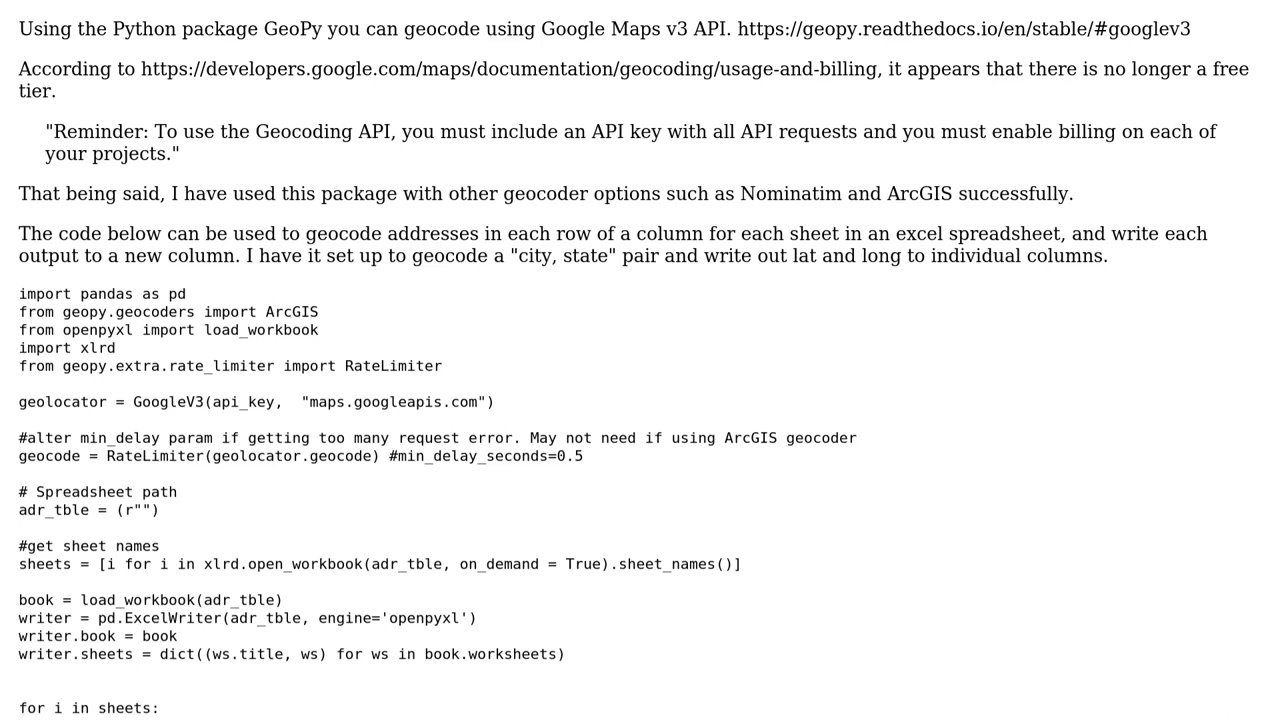 Using the Python package GeoPy you can geocode using Google Maps v3 API. https://geopy.readthedocs.io/en/stable/#googlev3
According to https://developers.google.com/maps/documentation/geocoding/usage-and-billing, it appears that there is no longer a free
tier.
"Reminder: To use the Geocoding API, you must include an API key with all API requests and you must enable billing on each of
your projects."
That being said, I have used this package with other geocoder options such as Nominatim and ArcGIS successfully.
The code below can be used to geocode addresses in each row of a column for each sheet in an excel spreadsheet, and write each
output to a new column. I have it set up to geocode a "city, state" pair and write out lat and long to individual columns.
import pandas as pd
from geopy.geocoders import ArcGIS
from openpyxl import load_workbook
import xlrd
from geopy.extra.rate_limiter import RateLimiter
geolocator = GoogleV3(api_key,  "maps.googleapis.com")
#alter min_delay param if getting too many request error. May not need if using ArcGIS geocoder
geocode = RateLimiter(geolocator.geocode) #min_delay_seconds=0.5
# Spreadsheet path
adr_tble = (r"")
#get sheet names
sheets = [i for i in xlrd.open_workbook(adr_tble, on_demand = True).sheet_names()]
book = load_workbook(adr_tble)
writer = pd.ExcelWriter(adr_tble, engine='openpyxl')
writer.book = book
writer.sheets = dict((ws.title, ws) for ws in book.worksheets)
for i in sheets: